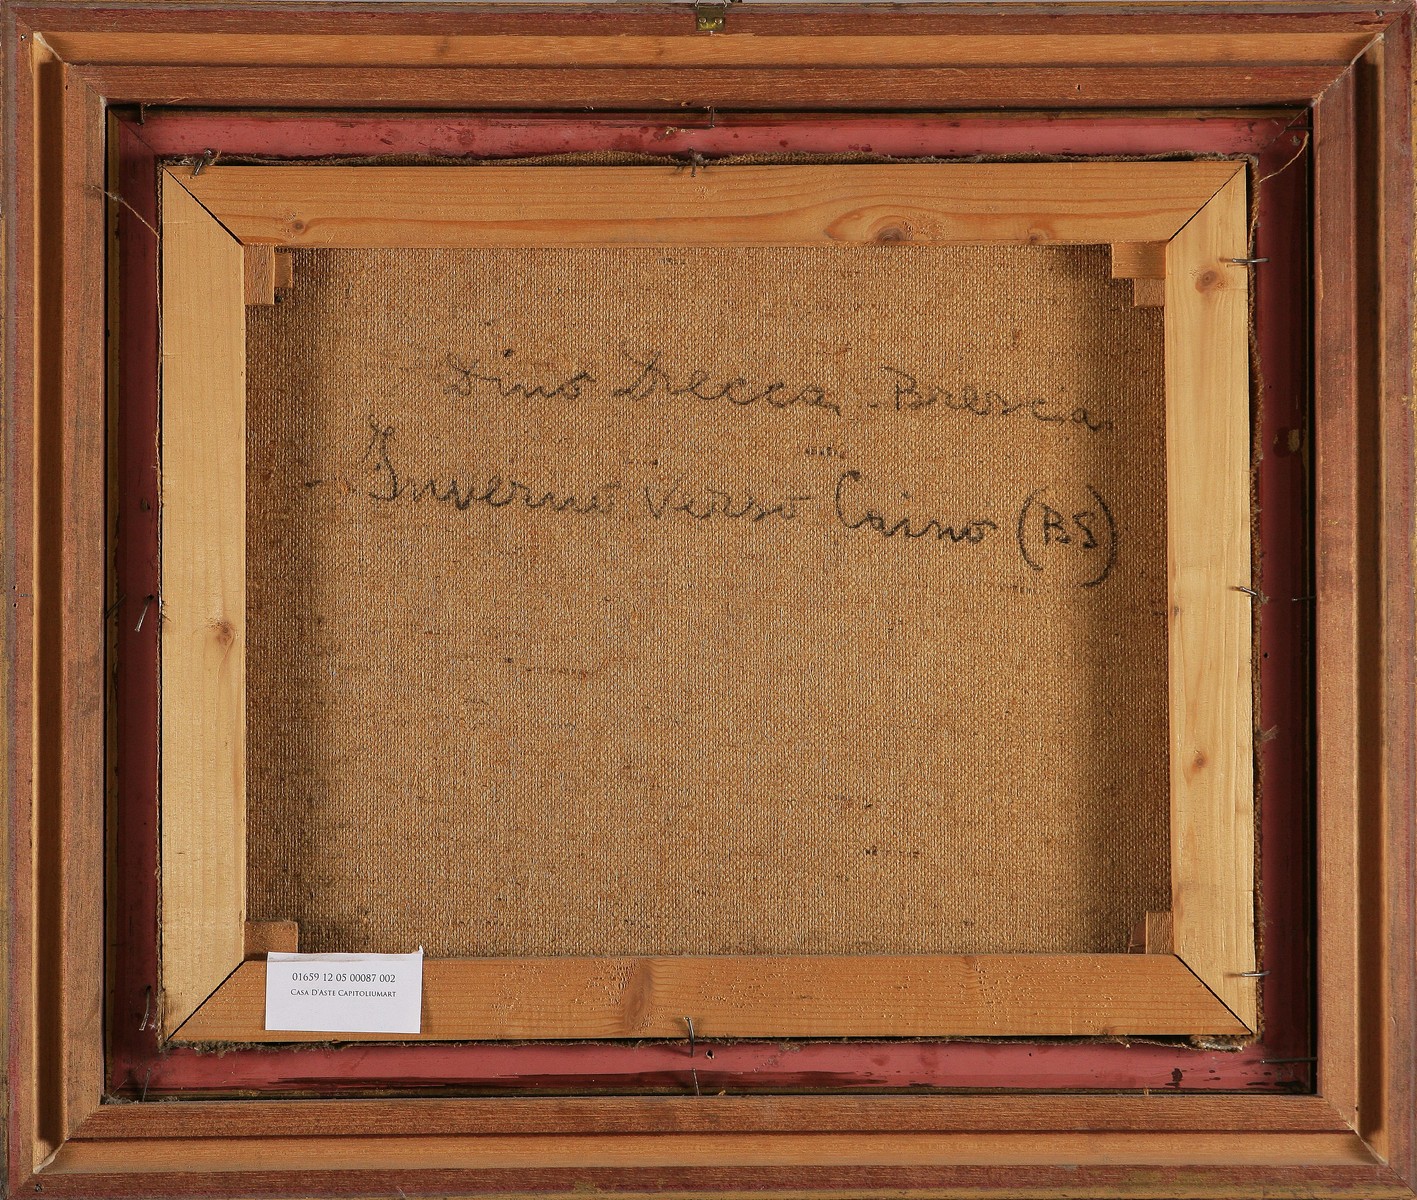 Dino Decca Brescia
Inverno Verso Caino (BS)
01659 12 05 00087 002
CASA D'ASTE CAPITOLIUMART